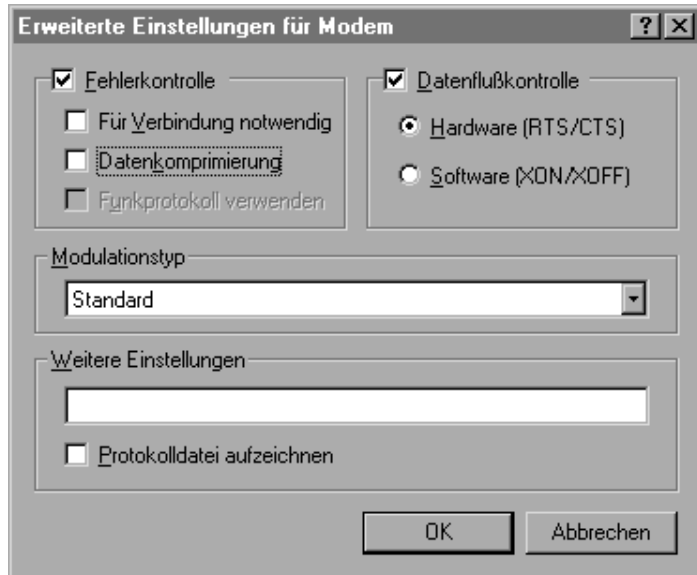 Erweiterte Einstellungen für Modem
Fehlerkontrolle
Für Verbindung notwendig
Datenkomprimierung
Funkprotokoll verwenden
Datenflußkontrolle
Hardware (RTS/CTS)
Software (XON/XOFF)
Modulationstyp
Standard
Weitere Einstellungen
Protokolldatei aufzeichnen
OK
Abbrechen